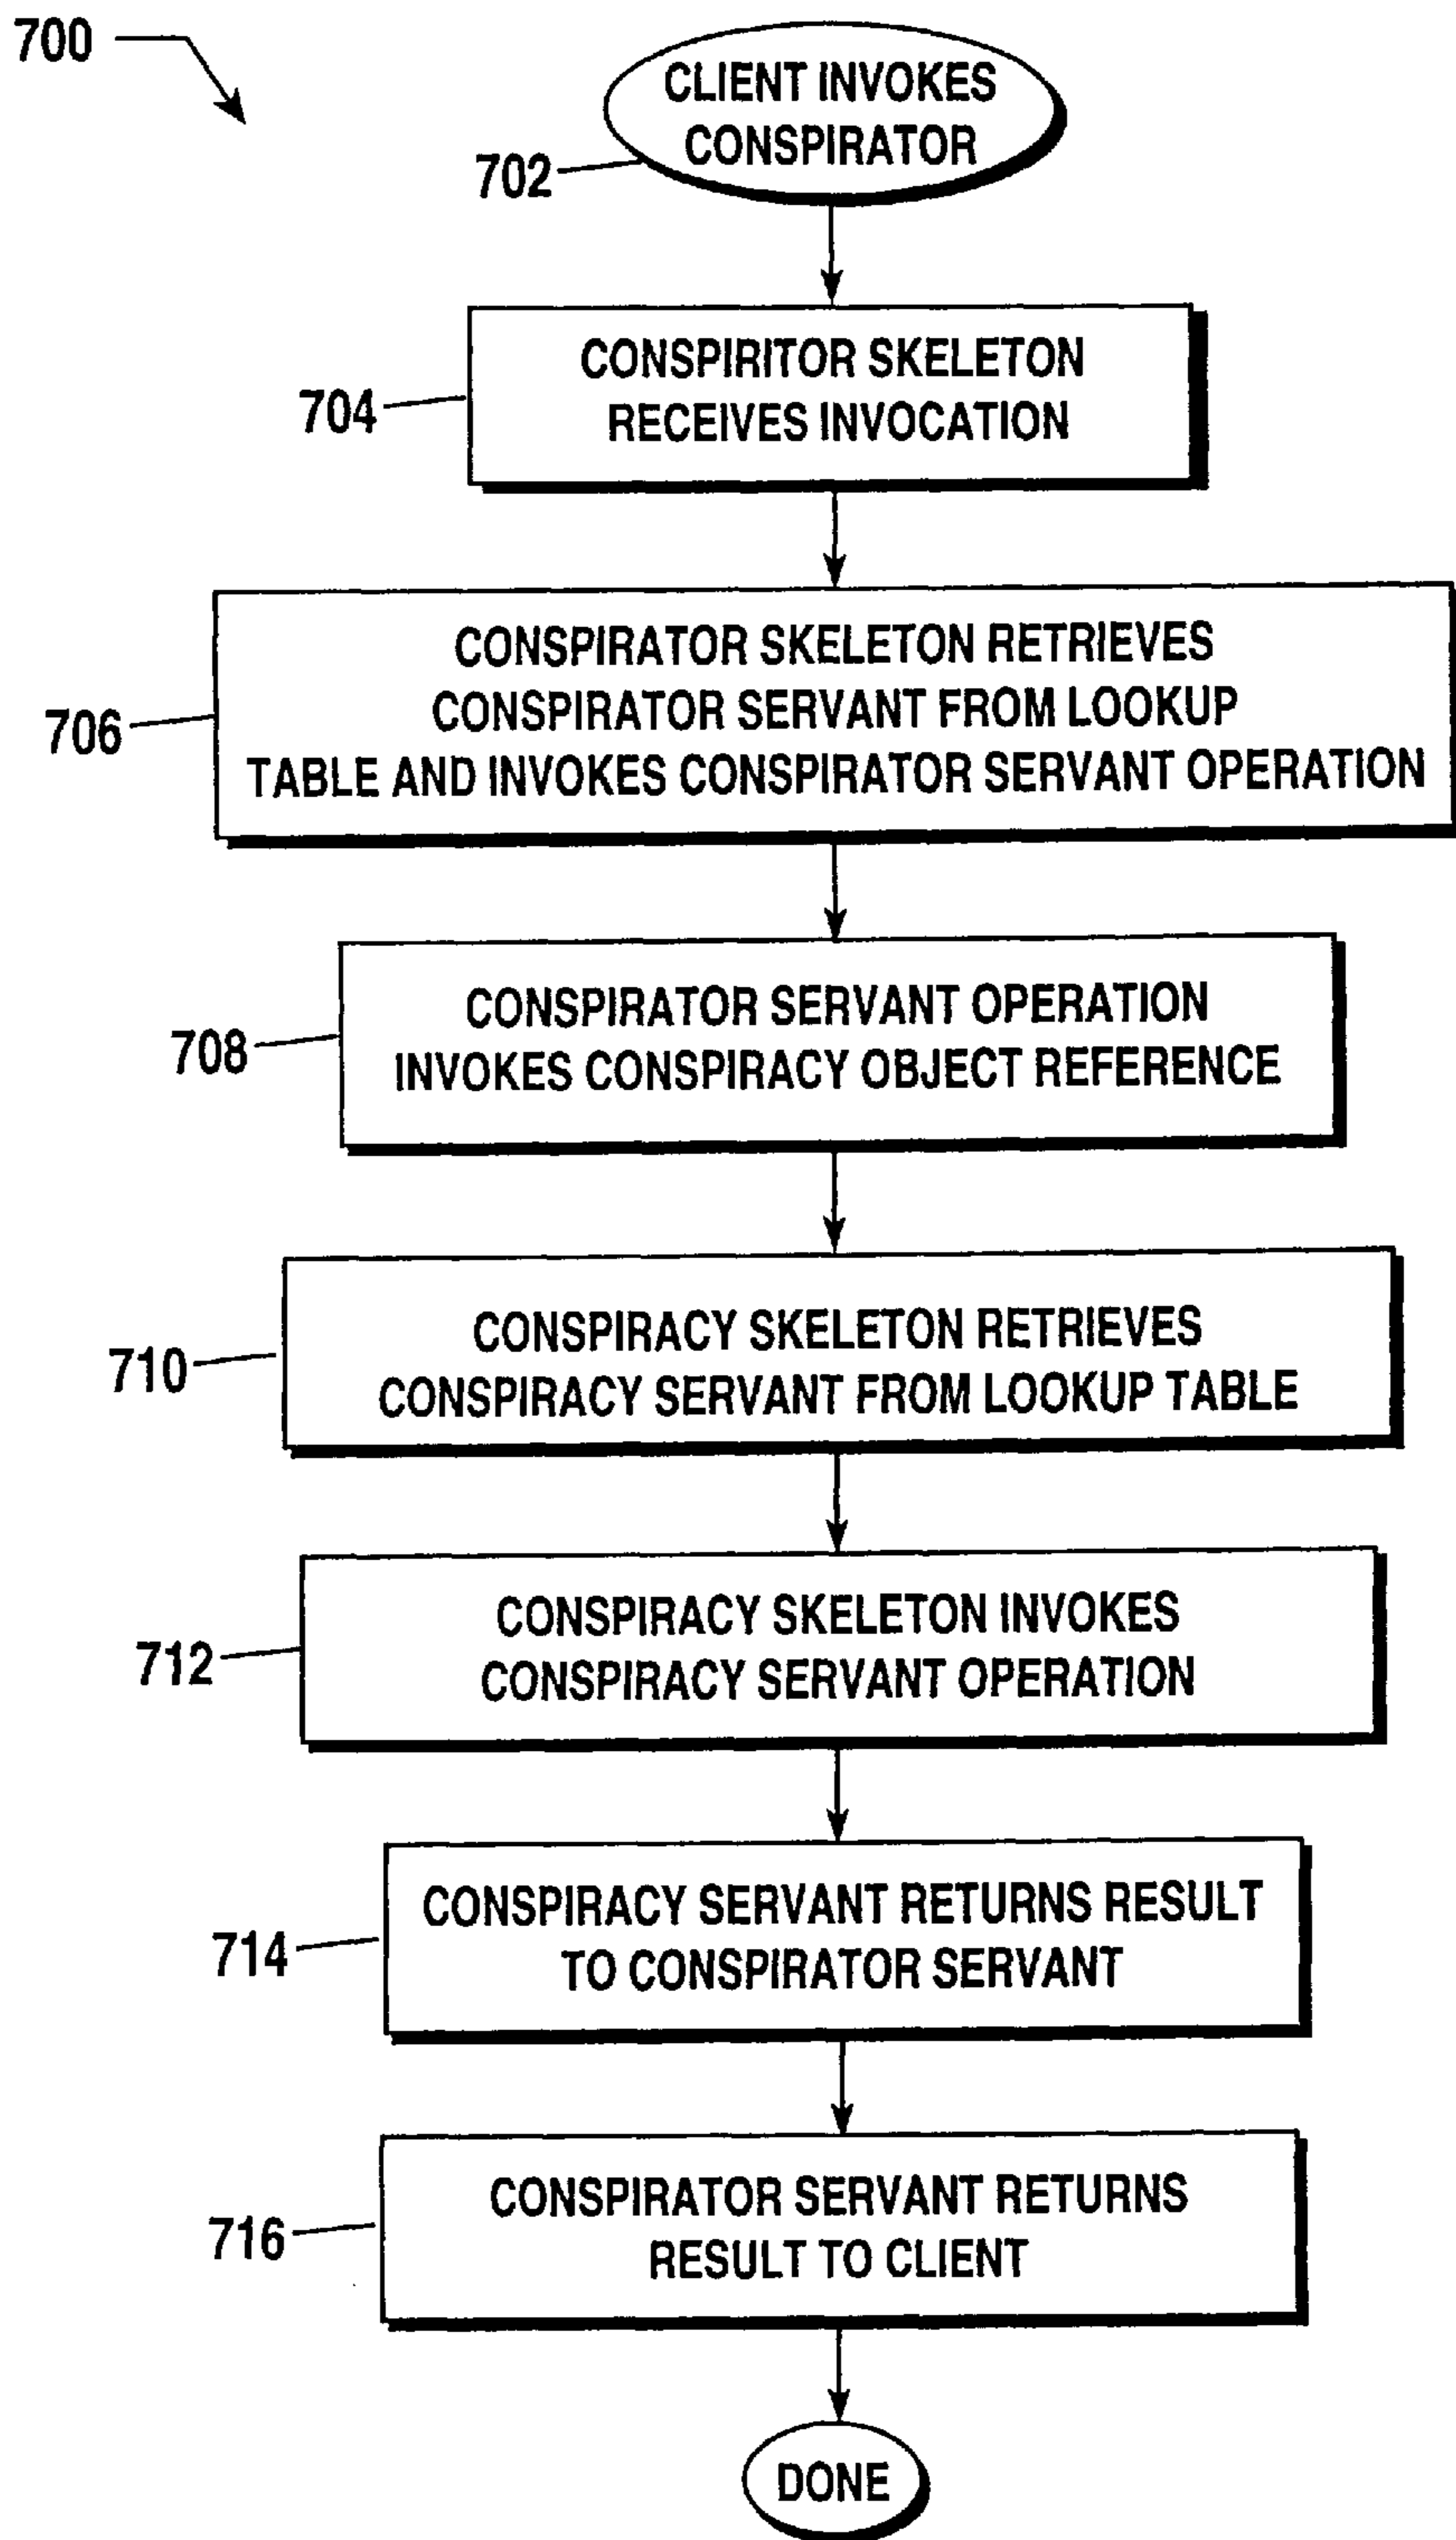 700
CLIENT INVOKES
CONSPIRATOR
702
CONSPIRITOR SKELETON
RECEIVES INVOCATION
704
CONSPIRATOR SKELETON RETRIEVES
CONSPIRATOR SERVANT FROM LOOKUP
TABLE AND INVOKES CONSPIRATOR SERVANT OPERATION
706
CONSPIRATOR SERVANT OPERATION
INVOKES CONSPIRACY OBJECT REFERENCE
708
CONSPIRACY SKELETON RETRIEVES
CONSPIRACY SERVANT FROM LOOKUP TABLE
710
CONSPIRACY SKELETON INVOKES
CONSPIRACY SERVANT OPERATION
712
CONSPIRACY SERVANT RETURNS RESULT
TO CONSPIRATOR SERVANT
714
CONSPIRATOR SERVANT RETURNS
RESULT TO CLIENT
716
DONE